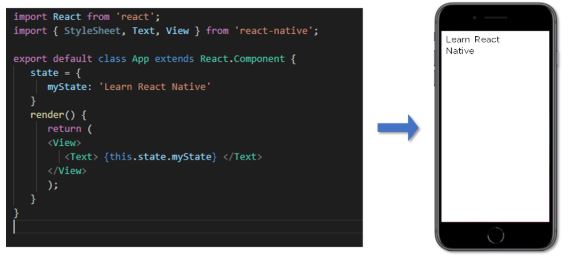 import React from 'react';
import { StyleSheet, Text, View } from 'react-native';
export default class App extends React.Component {
state = {
myState: 'Learn React Native'
}
render() {
return (
<View>
<Text> {this.state.myState} </Text>
</View>
);
}
}
Learn React
Native